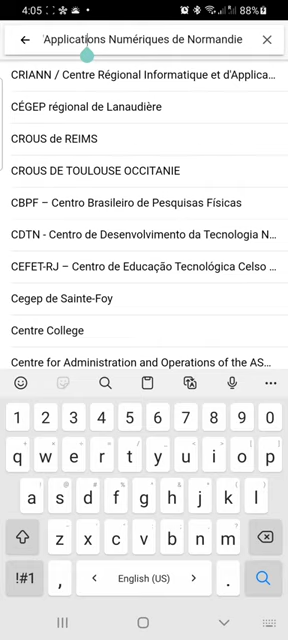 4:05
88%
Applications Numériques de Normandie
CRIANN / Centre Régional Informatique et d'Applica...
CÉGEP régional de Lanaudière
CROUS de REIMS
CROUS DE TOULOUSE OCCITANIE
CBPF – Centro Brasileiro de Pesquisas Físicas
CDTN - Centro de Desenvolvimento da Tecnologia N...
CEFET-RJ – Centro de Educação Tecnológica Celso ...
Cegep de Sainte-Foy
Centre College
Centre for Administration and Operations of the AS...
1 2 3 4 5 6 7 8 9 0
q w e r t y u i o p
a s d f g h j k l
z x c v b n m
!#1 , < English (US) > .